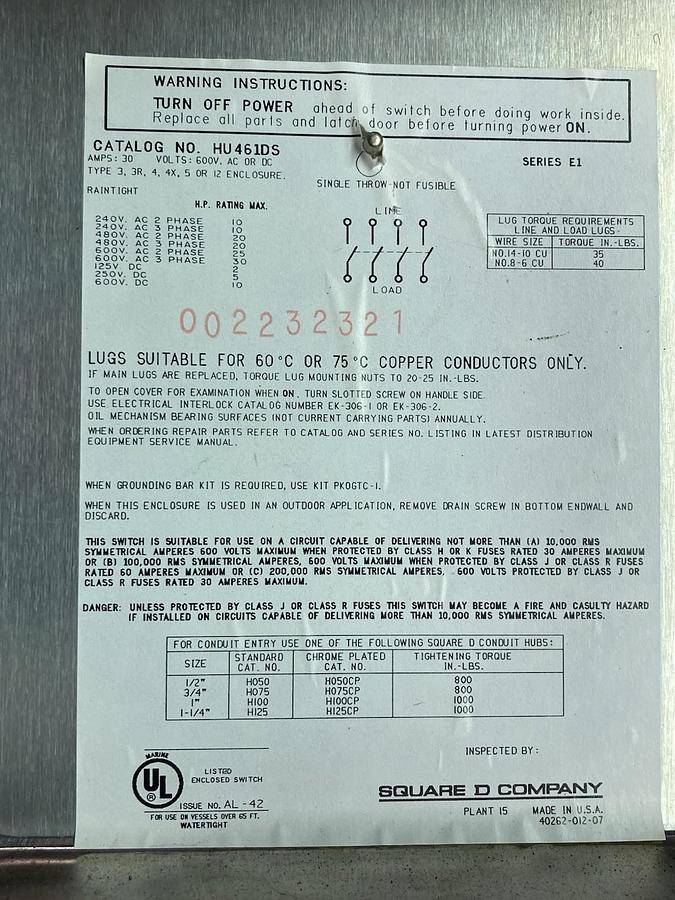 WARNING INSTRUCTIONS:
TURN OFF POWER ahead of switch before doing work inside.
Replace all parts and latch door before turning power ON.
CATALOG NO. HU461DS
SERIES E1
AMPS: 30 VOLTS: 600V. AC OR DC
TYPE 3, 3R, 4, 4X, 5 OR 12 ENCLOSURE.
RAINTIGHT
SINGLE THROW-NOT FUSIBLE
H.P. RATING MAX.
240V. AC 2 PHASE 10
240V. AC 3 PHASE 10
480V. AC 2 PHASE 20
480V. AC 3 PHASE 20
600V. AC 2 PHASE 25
600V. AC 3 PHASE 30
125V. DC 2
250V. DC 5
600V. DC 10
LINE
LOAD
LUG TORQUE REQUIREMENTS
LINE AND LOAD LUGS
WIRE SIZE TORQUE IN.-LBS.
NO.14-10 CU 35
NO.8-6 CU 40
002232321
LUGS SUITABLE FOR 60°C OR 75°C COPPER CONDUCTORS ONLY.
IF MAIN LUGS ARE REPLACED, TORQUE LUG MOUNTING NUTS TO 20-25 IN.-LBS.
TO OPEN COVER FOR EXAMINATION WHEN ON, TURN SLOTTED SCREW ON HANDLE SIDE.
USE ELECTRICAL INTERLOCK CATALOG NUMBER EK-306-1 OR EK-306-2.
OIL MECHANISM BEARING SURFACES (NOT CURRENT CARRYING PARTS) ANNUALLY.
WHEN ORDERING REPAIR PARTS REFER TO CATALOG AND SERIES NO. LISTING IN LATEST DISTRIBUTION
EQUIPMENT SERVICE MANUAL.
WHEN GROUNDING BAR KIT IS REQUIRED, USE KIT PK0GTC-1.
WHEN THIS ENCLOSURE IS USED IN AN OUTDOOR APPLICATION, REMOVE DRAIN SCREW IN BOTTOM ENDWALL AND
DISCARD.
THIS SWITCH IS SUITABLE FOR USE ON A CIRCUIT CAPABLE OF DELIVERING NOT MORE THAN (A) 10,000 RMS
SYMMETRICAL AMPERES 600 VOLTS MAXIMUM WHEN PROTECTED BY CLASS H OR K FUSES RATED 30 AMPERES MAXIMUM
OR (B) 100,000 RMS SYMMETRICAL AMPERES, 600 VOLTS MAXIMUM WHEN PROTECTED BY CLASS J OR CLASS R FUSES
RATED 60 AMPERES MAXIMUM OR (C) 200,000 RMS SYMMETRICAL AMPERES, 600 VOLTS PROTECTED BY CLASS J OR
CLASS R FUSES RATED 30 AMPERES MAXIMUM.
DANGER: UNLESS PROTECTED BY CLASS J OR CLASS R FUSES THIS SWITCH MAY BECOME A FIRE AND CASULTY HAZARD
IF INSTALLED ON CIRCUITS CAPABLE OF DELIVERING MORE THAN 10,000 RMS SYMMETRICAL AMPERES.
FOR CONDUIT ENTRY USE ONE OF THE FOLLOWING SQUARE D CONDUIT HUBS:
SIZE STANDARD CAT. NO. CHROME PLATED CAT. NO. TIGHTENING TORQUE IN.-LBS.
1/2" H050 H050CP 800
3/4" H075 H075CP 800
1" H100 H100CP 1000
1-1/4" H125 H125CP 1000
MARINE
UL ®
LISTED
ENCLOSED SWITCH
ISSUE NO. AL-42
FOR USE ON VESSELS OVER 65 FT.
WATERTIGHT
INSPECTED BY:
SQUARE D COMPANY
PLANT 15 MADE IN U.S.A.
40262-012-07